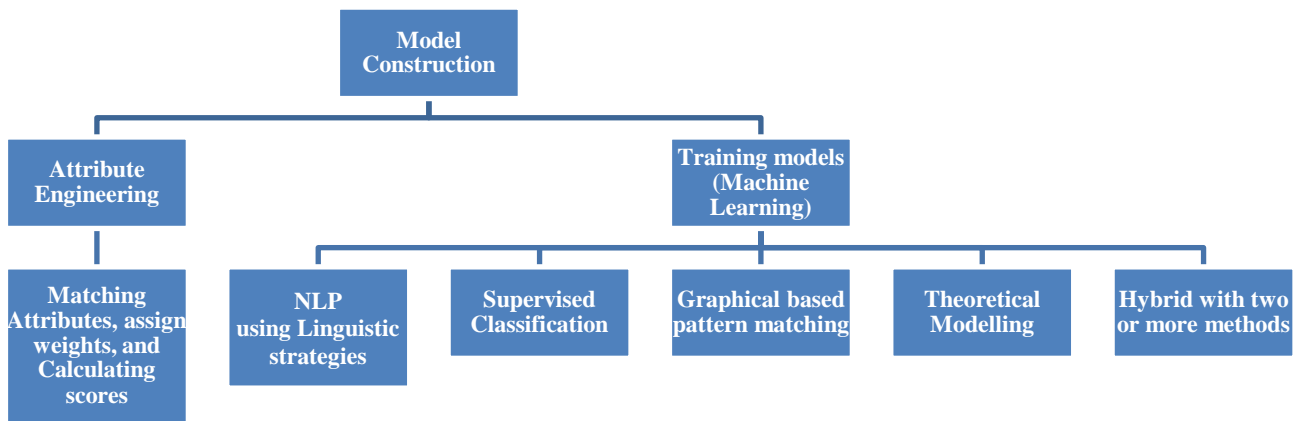 Model
Construction
Attribute
Engineering
Training models
(Machine
Learning)
Matching
Attributes, assign
weights, and
Calculating
scores
NLP
using Linguistic
strategies
Supervised
Classification
Graphical based
pattern matching
Theoretical
Modelling
Hybrid with two
or more methods